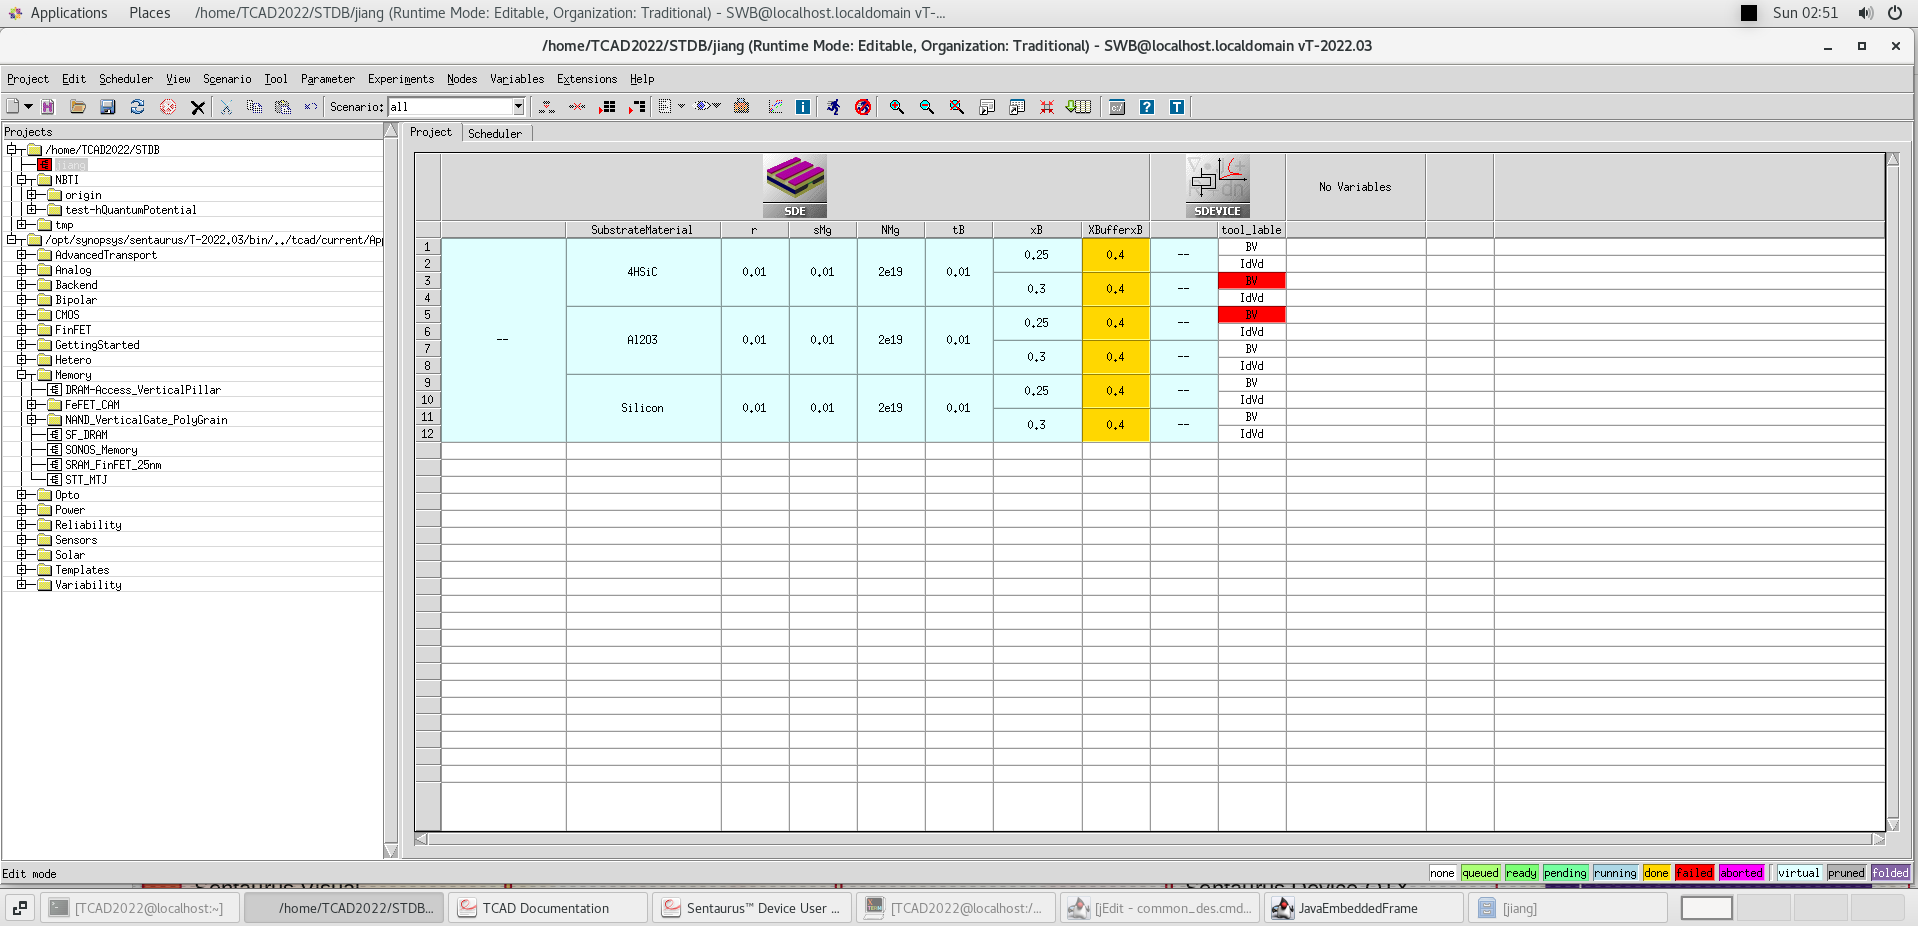 Applications Places /home/TCAD2022/STDB/jiang (Runtime Mode: Editable, Organization: Traditional) - SWB@localhost.localdomain vT-... Sun 02:51
/home/TCAD2022/STDB/jiang (Runtime Mode: Editable, Organization: Traditional) - SWB@localhost.localdomain vT-2022.03
Project Edit Scheduler View Scenario Tool Parameter Experiments Nodes Variables Extensions Help
Scenario: all
Projects
/home/TCAD2022/STDB
jiang
NBTI
origin
test-hQuantumPotential
tmp
/opt/synopsys/sentaurus/T-2022.03/bin/../tcad/current/App
AdvancedTransport
Analog
Backend
Bipolar
CMOS
FinFET
GettingStarted
Hetero
Memory
DRAM-Access_VerticalPillar
FeFET_CAM
NAND_VerticalGate_PolyGrain
SF_DRAM
SONOS_Memory
SRAM_FinFET_25nm
STT_MTJ
Opto
Power
Reliability
Sensors
Solar
Templates
Variability
Project Scheduler
SDE SDEVICE No Variables
SubstrateMaterial r sMg NMg tB xB XBufferxB tool_lable
1 BV
4HSiC 0.01 0.01 2e19 0.01 0.25 0.4 --
2 IdVd
3 BV
0.3 0.4 --
4 IdVd
5 BV
-- Al2O3 0.01 0.01 2e19 0.01 0.25 0.4 --
6 IdVd
7 BV
0.3 0.4 --
8 IdVd
9 BV
Silicon 0.01 0.01 2e19 0.01 0.25 0.4 --
10 IdVd
11 BV
0.3 0.4 --
12 IdVd
Edit mode none queued ready pending running done failed aborted virtual pruned folded
[TCAD2022@localhost:~] /home/TCAD2022/STDB... TCAD Documentation Sentaurus™ Device User ... [TCAD2022@localhost:/... [jEdit - common_des.cmd... JavaEmbeddedFrame [jiang]